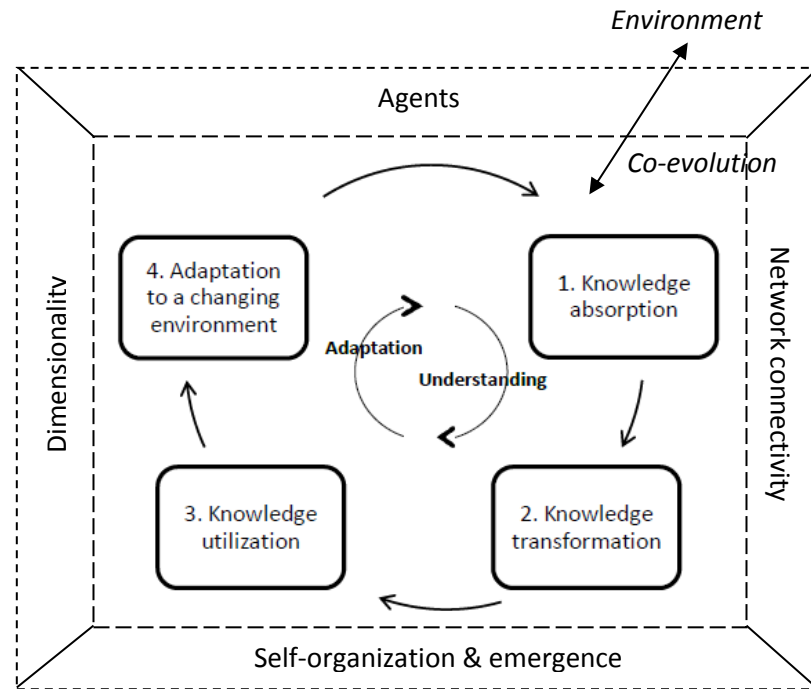 Environment
Agents
Co-evolution
4. Adaptation
to a changing
environment
1. Knowledge
absorption
Adaptation
Understanding
Dimensionality
Network connectivity
3. Knowledge
utilization
2. Knowledge
transformation
Self-organization & emergence